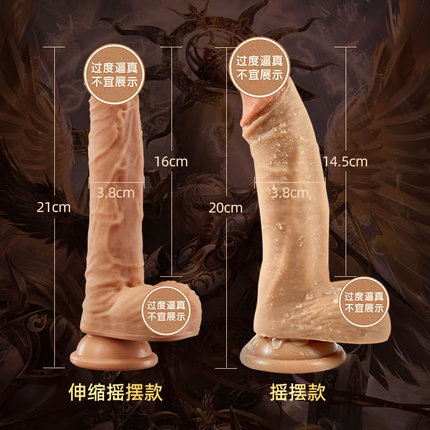 过度逼真
不宜展示
过度逼真
不宜展示
16cm
14.5cm
3.8cm
3.8cm
21cm
20cm
过度逼真
不宜展示
过度逼真
不宜展示
伸缩摇摆款
摇摆款